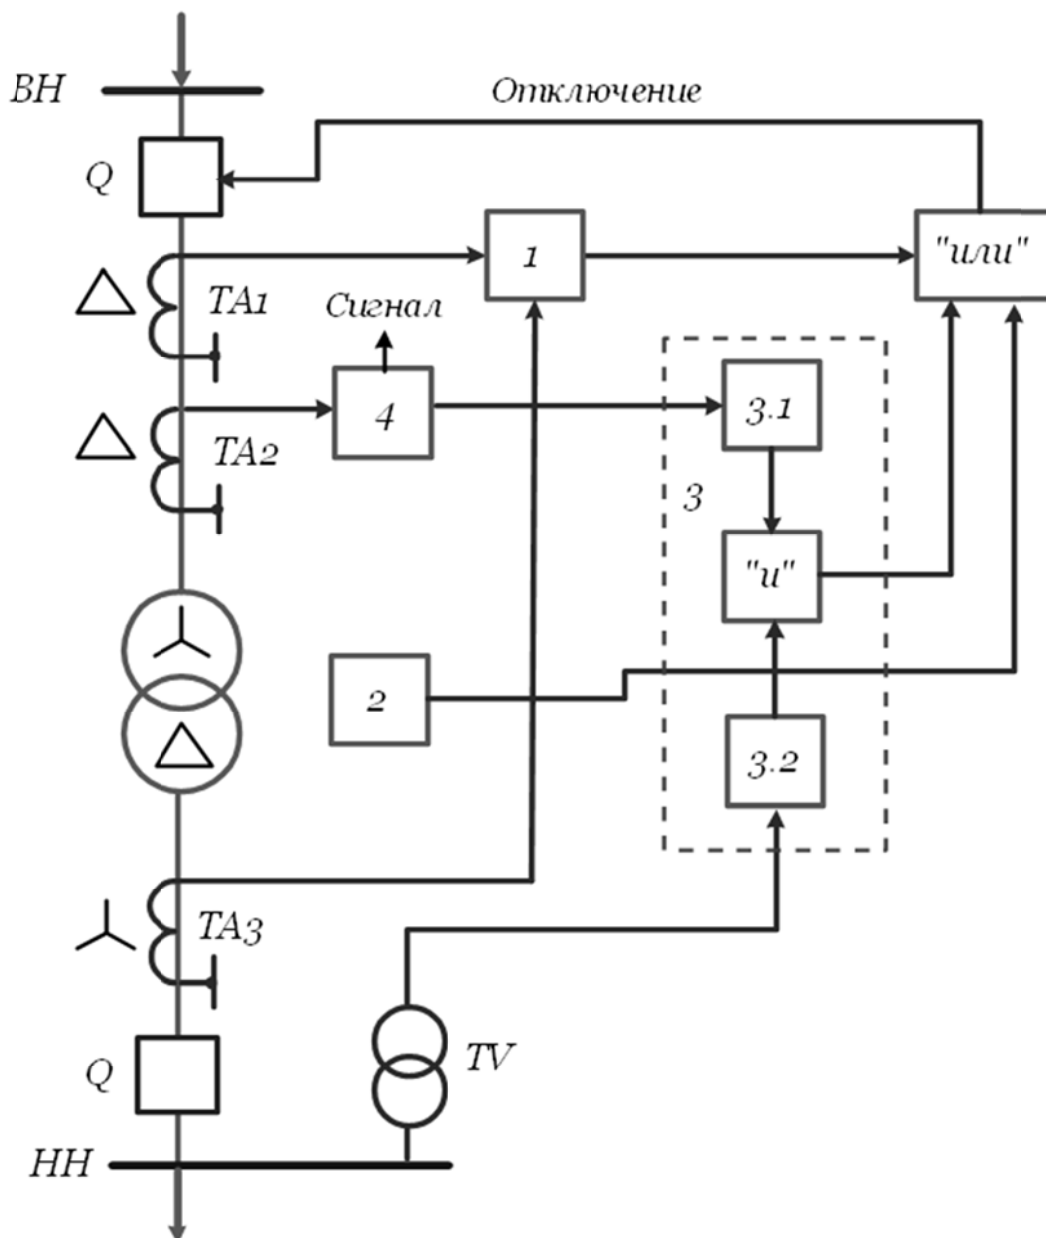 ВН
Отключение
Q
1
"или"
ТА1
Сигнал
4
3.1
ТА2
3
"и"
2
3.2
ТА3
Q
TV
НН